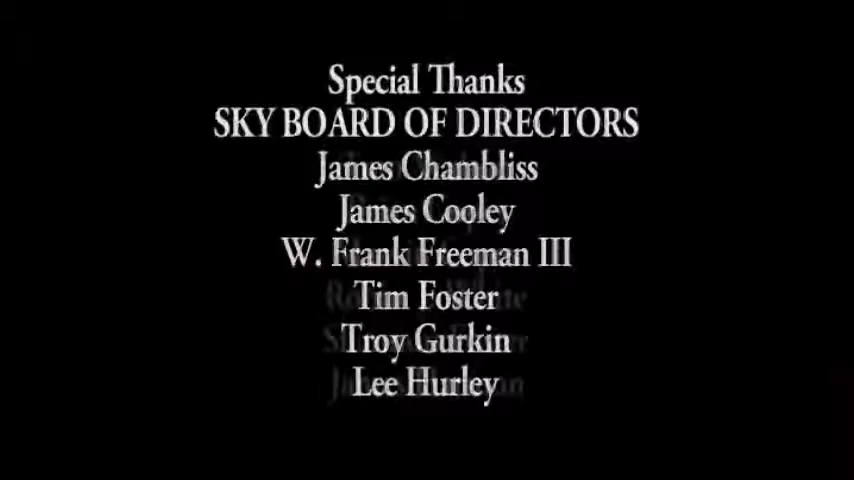 Special Thanks
SKY BOARD OF DIRECTORS
James Chambliss
James Cooley
W. Frank Freeman III
Tim Foster
Troy Gurkin
Lee Hurley